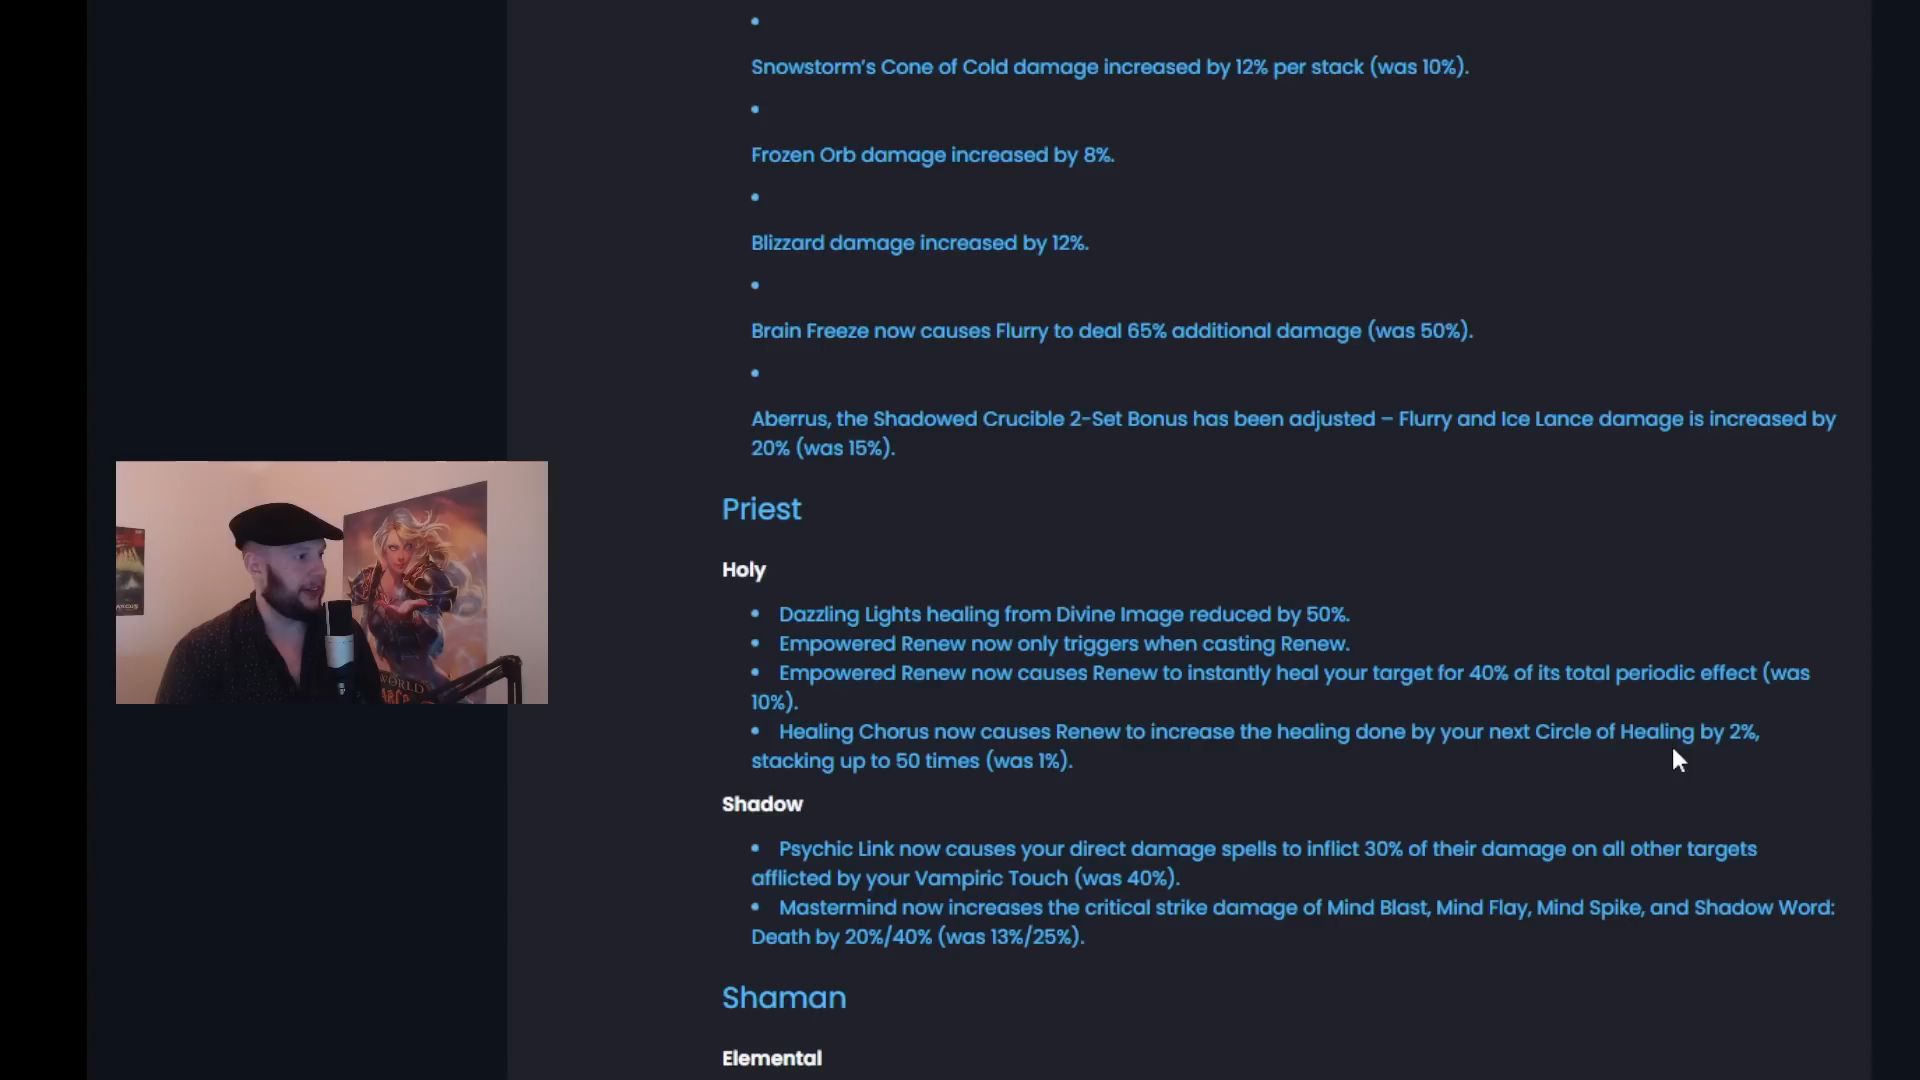 •
Snowstorm's Cone of Cold damage increased by 12% per stack (was 10%).
•
Frozen Orb damage increased by 8%.
•
Blizzard damage increased by 12%.
•
Brain Freeze now causes Flurry to deal 65% additional damage (was 50%).
•
Aberrus, the Shadowed Crucible 2-Set Bonus has been adjusted – Flurry and Ice Lance damage is increased by
20% (was 15%).
Priest
Holy
• Dazzling Lights healing from Divine Image reduced by 50%.
• Empowered Renew now only triggers when casting Renew.
• Empowered Renew now causes Renew to instantly heal your target for 40% of its total periodic effect (was
10%).
• Healing Chorus now causes Renew to increase the healing done by your next Circle of Healing by 2%,
stacking up to 50 times (was 1%).
Shadow
• Psychic Link now causes your direct damage spells to inflict 30% of their damage on all other targets
afflicted by your Vampiric Touch (was 40%).
• Mastermind now increases the critical strike damage of Mind Blast, Mind Flay, Mind Spike, and Shadow Word:
Death by 20%/40% (was 13%/25%).
Shaman
Elemental
WORLD